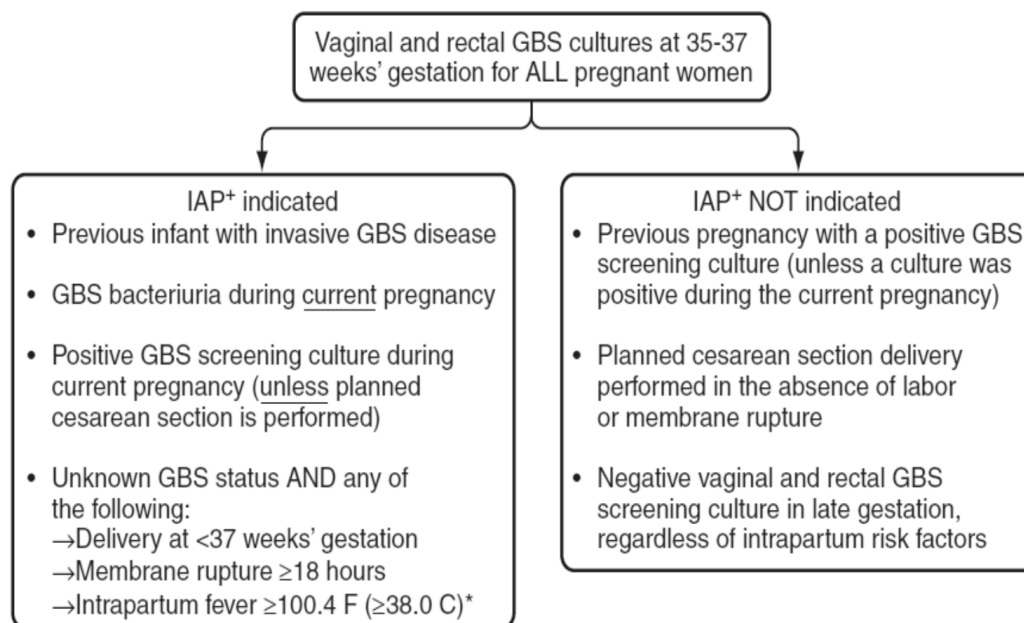 Vaginal and rectal GBS cultures at 35-37
weeks’ gestation for ALL pregnant women
IAP+ indicated
• Previous infant with invasive GBS disease
• GBS bacteriuria during current pregnancy
• Positive GBS screening culture during
current pregnancy (unless planned
cesarean section is performed)
• Unknown GBS status AND any of
the following:
→Delivery at <37 weeks’ gestation
→Membrane rupture ≥18 hours
→Intrapartum fever ≥100.4 F (≥38.0 C)*
IAP+ NOT indicated
• Previous pregnancy with a positive GBS
screening culture (unless a culture was
positive during the current pregnancy)
• Planned cesarean section delivery
performed in the absence of labor
or membrane rupture
• Negative vaginal and rectal GBS
screening culture in late gestation,
regardless of intrapartum risk factors